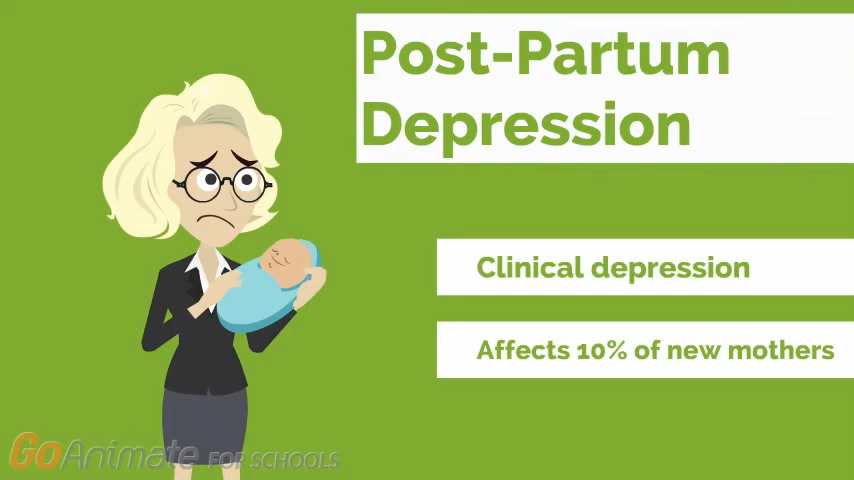 Post-Partum
Depression
Clinical depression
Affects 10% of new mothers
GoAnimate FOR SCHOOLS